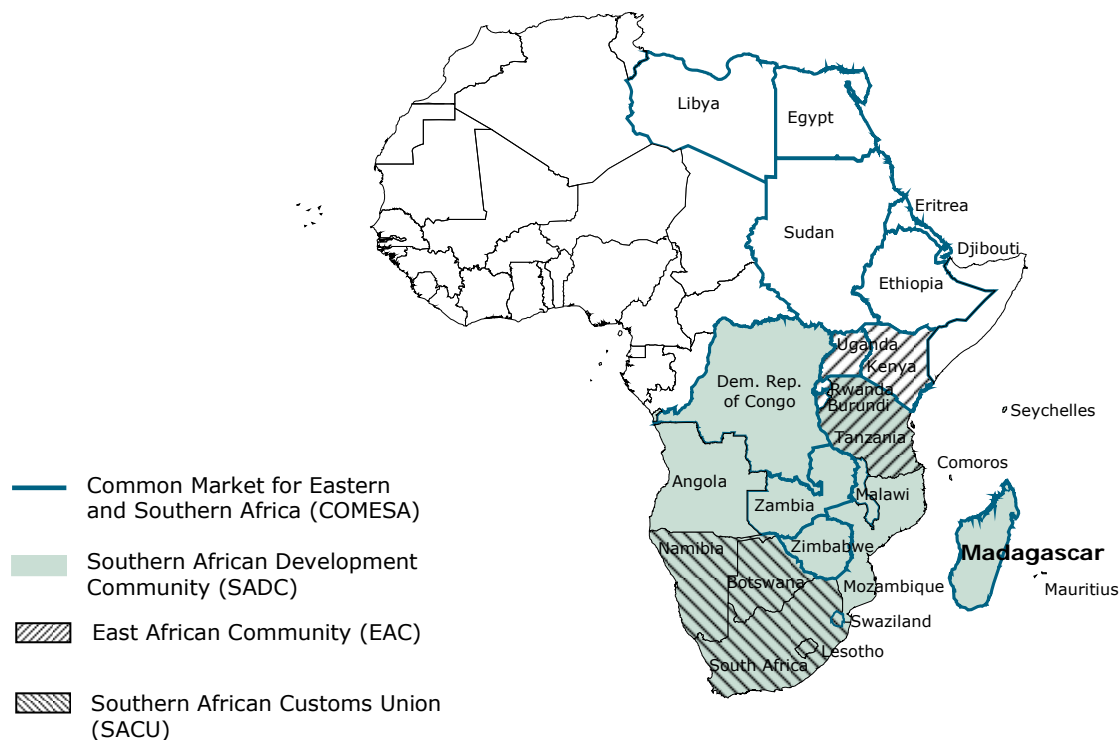 Libya
Egypt
Eritrea
Sudan
Djibouti
Ethiopia
Uganda
Kenya
Dem. Rep.
of Congo
Rwanda
Burundi
Seychelles
Tanzania
Comoros
Angola
Malawi
Zambia
Namibia
Zimbabwe
Madagascar
Botswana
Mozambique
Mauritius
Swaziland
Lesotho
South Africa
Common Market for Eastern
and Southern Africa (COMESA)
Southern African Development
Community (SADC)
East African Community (EAC)
Southern African Customs Union
(SACU)